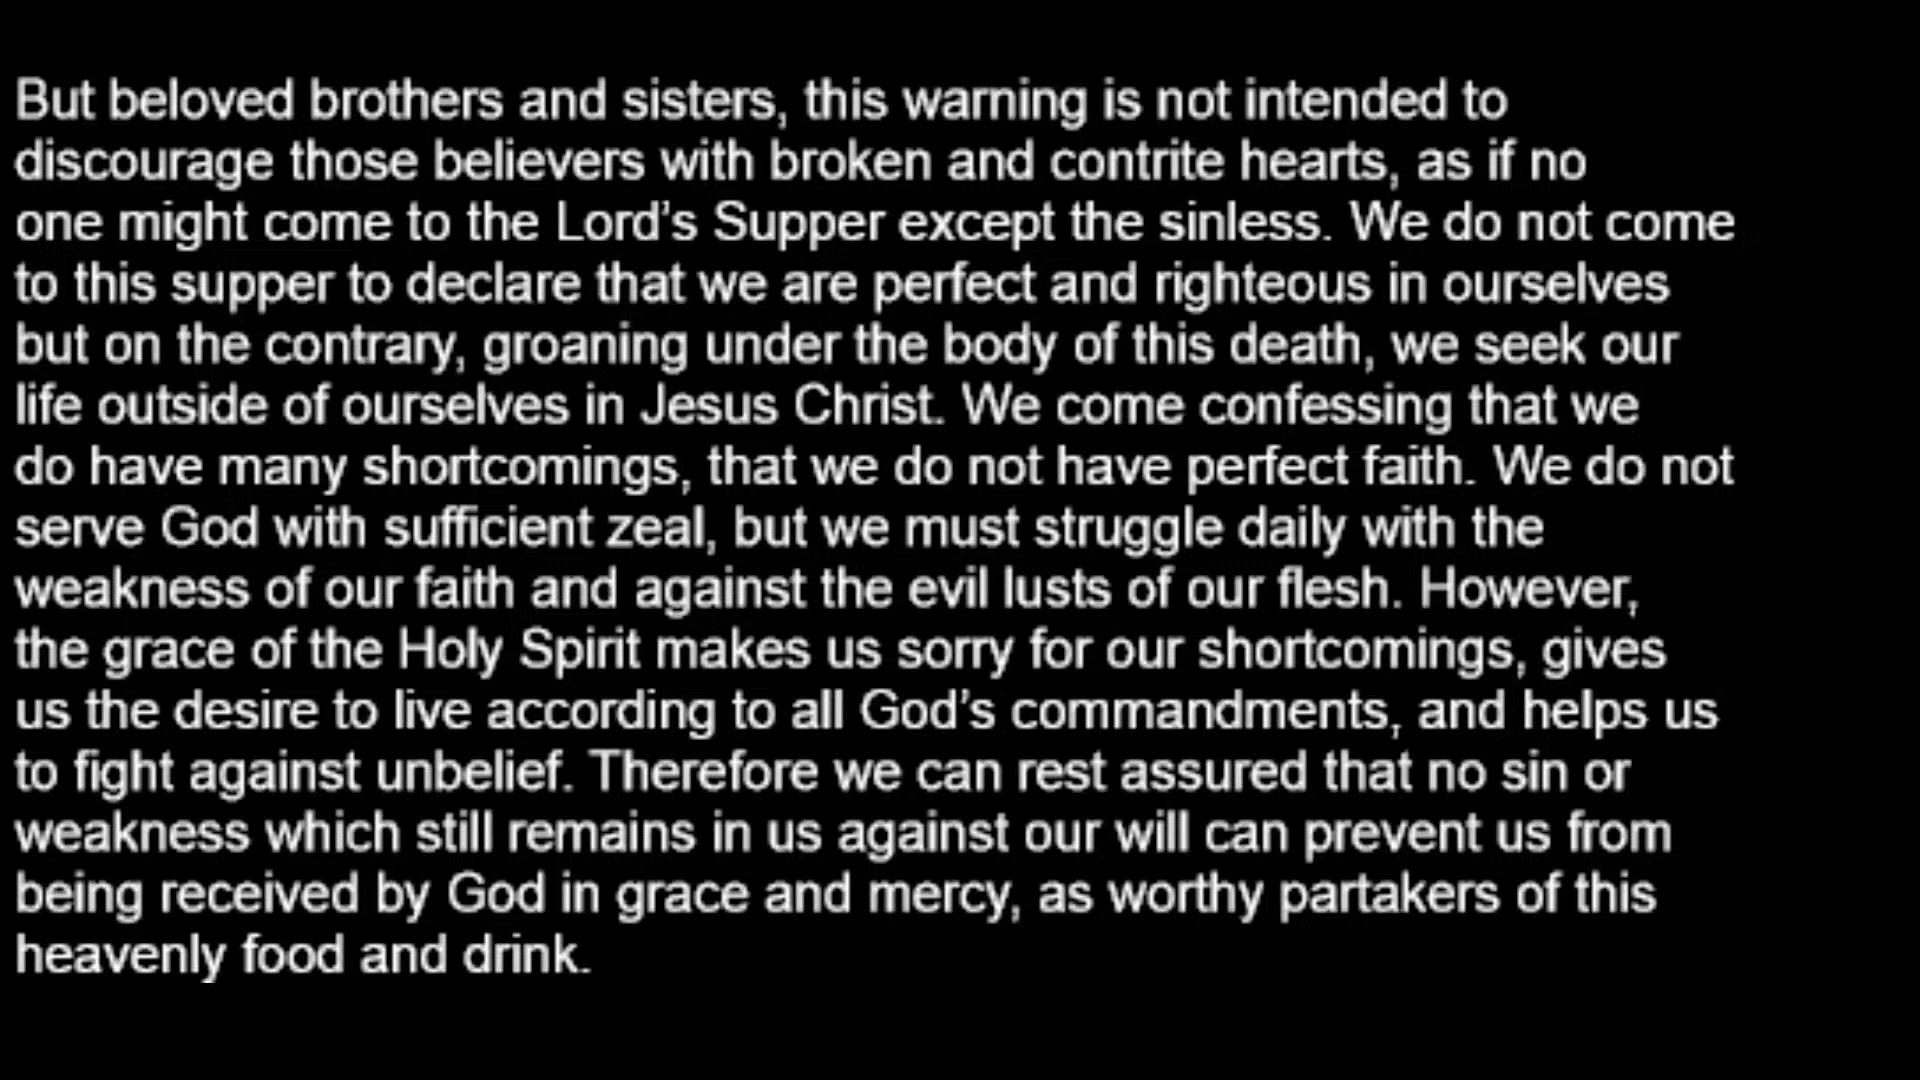 But beloved brothers and sisters, this warning is not intended to
discourage those believers with broken and contrite hearts, as if no
one might come to the Lord’s Supper except the sinless. We do not come
to this supper to declare that we are perfect and righteous in ourselves
but on the contrary, groaning under the body of this death, we seek our
life outside of ourselves in Jesus Christ. We come confessing that we
do have many shortcomings, that we do not have perfect faith. We do not
serve God with sufficient zeal, but we must struggle daily with the
weakness of our faith and against the evil lusts of our flesh. However,
the grace of the Holy Spirit makes us sorry for our shortcomings, gives
us the desire to live according to all God’s commandments, and helps us
to fight against unbelief. Therefore we can rest assured that no sin or
weakness which still remains in us against our will can prevent us from
being received by God in grace and mercy, as worthy partakers of this
heavenly food and drink.